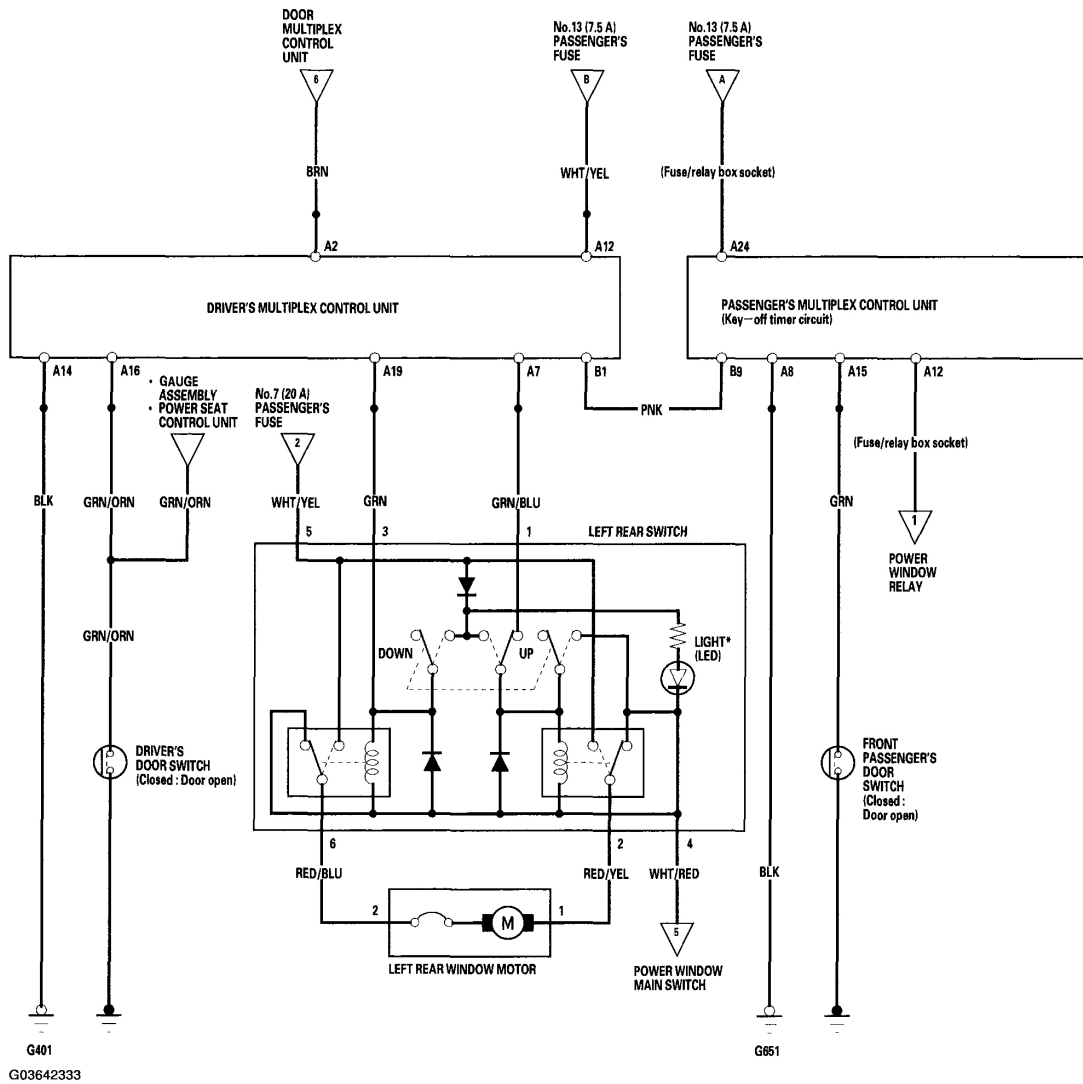 DOOR
MULTIPLEX
CONTROL
UNIT
6
No.13 (7.5 A)
PASSENGER'S
FUSE
B
No.13 (7.5 A)
PASSENGER'S
FUSE
A
BRN
WHT/YEL
(Fuse/relay box socket)
A2
A12
A24
DRIVER'S MULTIPLEX CONTROL UNIT
PASSENGER'S MULTIPLEX CONTROL UNIT
(Key-off timer circuit)
A14
A16
A19
A7
B1
B9
A8
A15
A12
• GAUGE
ASSEMBLY
• POWER SEAT
CONTROL UNIT
No.7 (20 A)
PASSENGER'S
FUSE
2
PNK
(Fuse/relay box socket)
BLK
GRN/ORN
GRN/ORN
WHT/YEL
GRN
GRN/BLU
GRN
1
POWER
WINDOW
RELAY
5
3
1
LEFT REAR SWITCH
GRN/ORN
DOWN
UP
LIGHT*
(LED)
DRIVER'S
DOOR SWITCH
(Closed : Door open)
FRONT
PASSENGER'S
DOOR
SWITCH
(Closed :
Door open)
6
2
4
RED/BLU
RED/YEL
WHT/RED
BLK
2
M
1
5
LEFT REAR WINDOW MOTOR
POWER WINDOW
MAIN SWITCH
G401
G651
G03642333